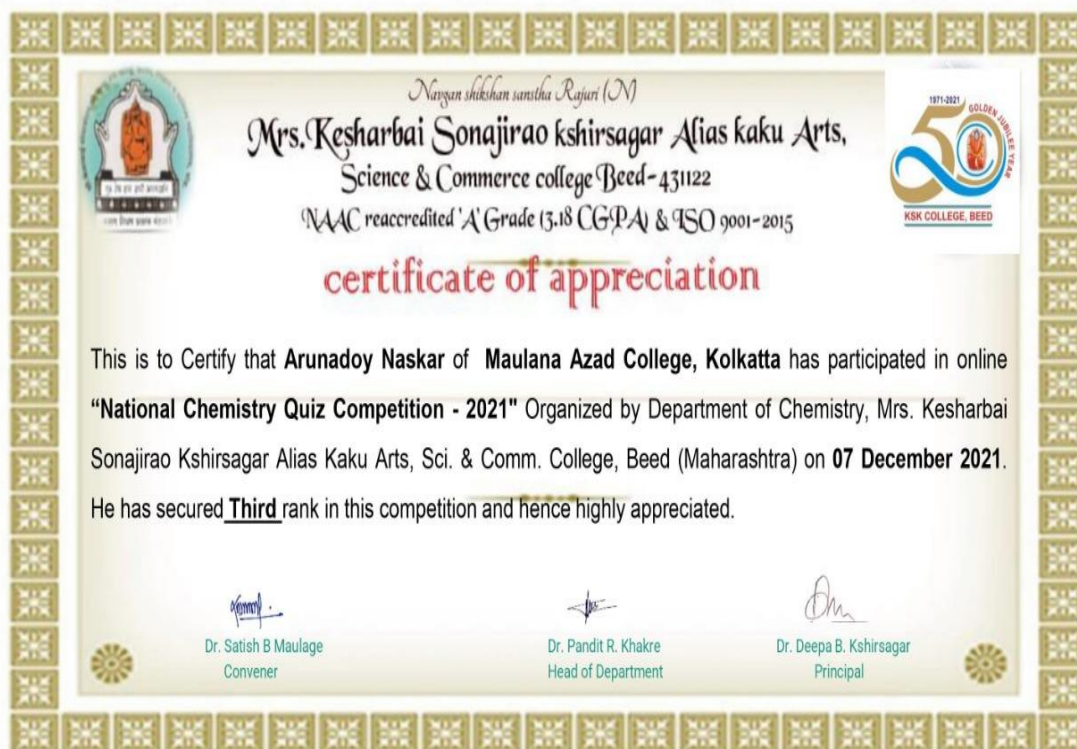 Navgan shikshan sanstha Rajuri (N)
Mrs.Kesharbai Sonajirao kshirsagar Alias kaku Arts,
Science & Commerce college Beed-431122
NAAC reaccredited 'A' Grade (3.18 CGPA) & ISO 9001-2015
1971-2021
GOLDEN JUBILEE YEAR
50
KSK COLLEGE, BEED
certificate of appreciation
This is to Certify that Arunadoy Naskar of Maulana Azad College, Kolkatta has participated in online
“National Chemistry Quiz Competition - 2021" Organized by Department of Chemistry, Mrs. Kesharbai
Sonajirao Kshirsagar Alias Kaku Arts, Sci. & Comm. College, Beed (Maharashtra) on 07 December 2021.
He has secured Third rank in this competition and hence highly appreciated.
Dr. Satish B Maulage
Convener
Dr. Pandit R. Khakre
Head of Department
Dr. Deepa B. Kshirsagar
Principal